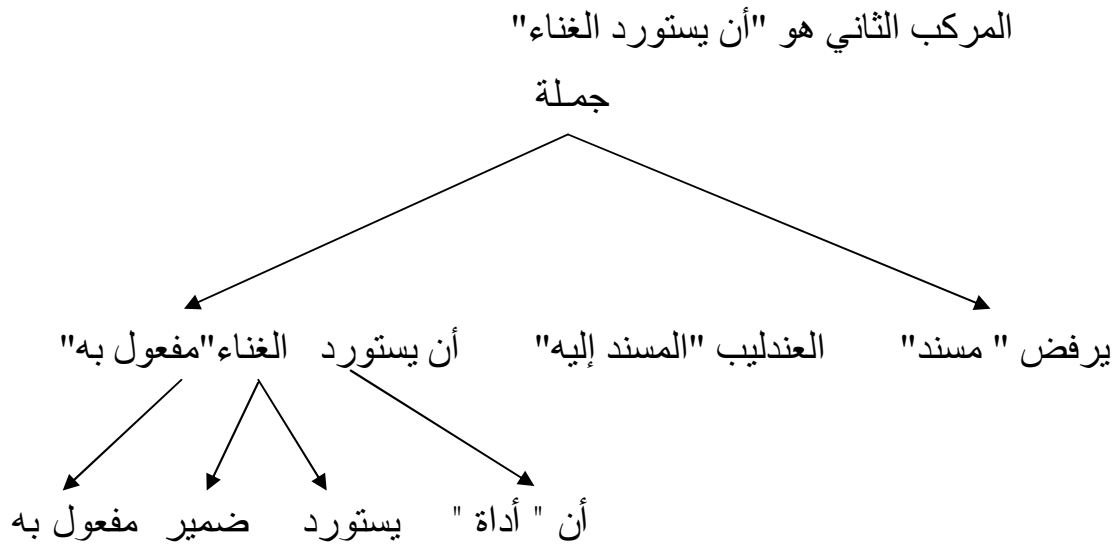 المركب الثاني هو "أن يستورد الغناء"
جملة
يرفض " مسند" العندليب "المسند إليه" أن يستورد الغناء"مفعول به"
أن " أداة " يستورد ضمير مفعول به